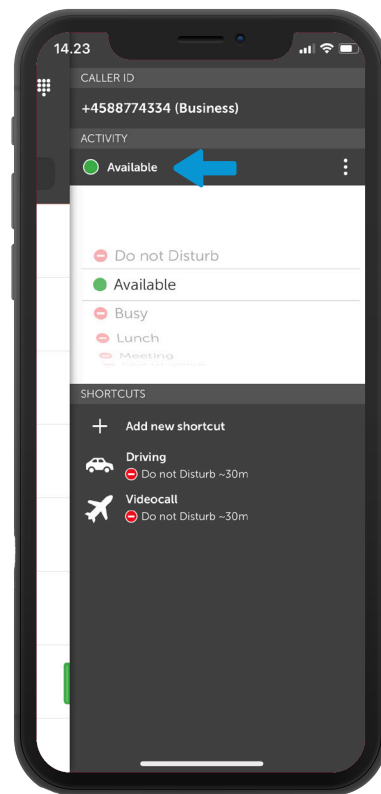 14.23
CALLER ID
+4588774334 (Business)
ACTIVITY
Available
Do not Disturb
Available
Busy
Lunch
Meeting
SHORTCUTS
Add new shortcut
Driving
Do not Disturb ~30m
Videocall
Do not Disturb ~30m